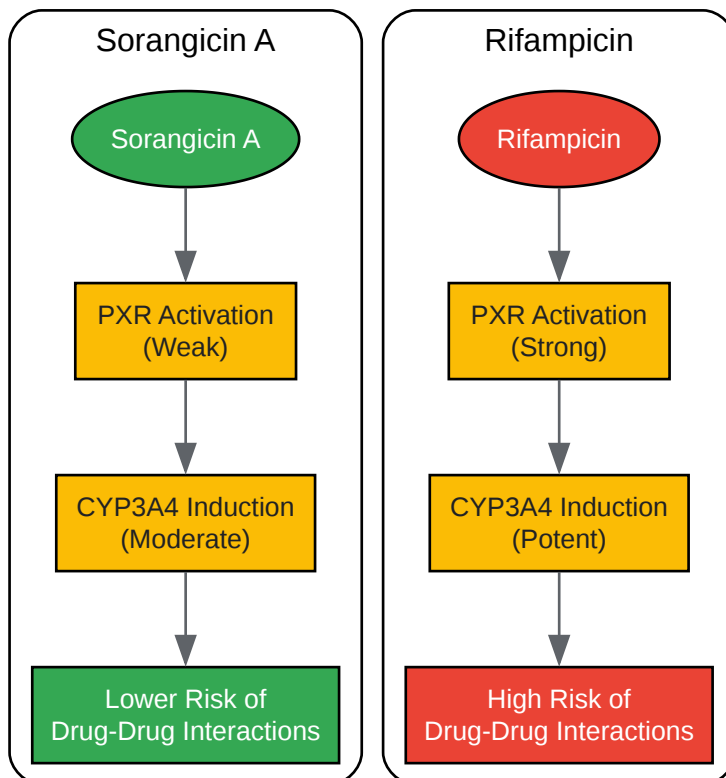 Sorangicin A
Sorangicin A
PXR Activation
(Weak)
CYP3A4 Induction
(Moderate)
Lower Risk of
Drug-Drug Interactions
Rifampicin
Rifampicin
PXR Activation
(Strong)
CYP3A4 Induction
(Potent)
High Risk of
Drug-Drug Interactions